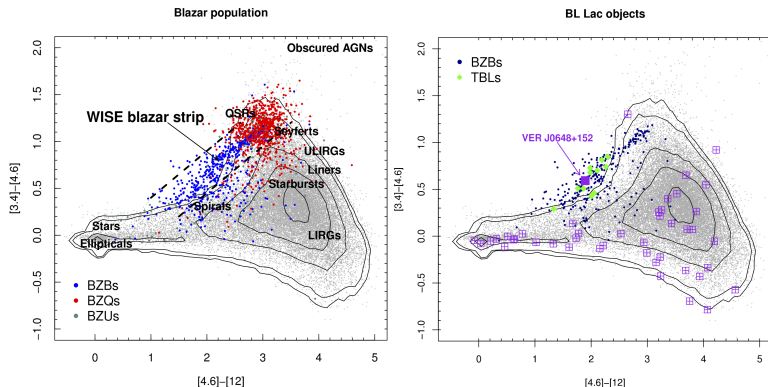 Blazar population
BL Lac objects
Obscured AGNs
WISE blazar strip
QSRs
Seyferts
ULIRGs
Liners
Starbursts
Spirals
LIRGs
Stars
Ellipticals
BZBs
BZQs
BZUs
[3.4]−[4.6]
2.0
1.5
1.0
0.5
0.0
−0.5
−1.0
0 1 2 3 4 5
[4.6]−[12]
BZBs
TBLs
VER J0648+152
[3.4]−[4.6]
2.0
1.5
1.0
0.5
0.0
−0.5
−1.0
0 1 2 3 4 5
[4.6]−[12]